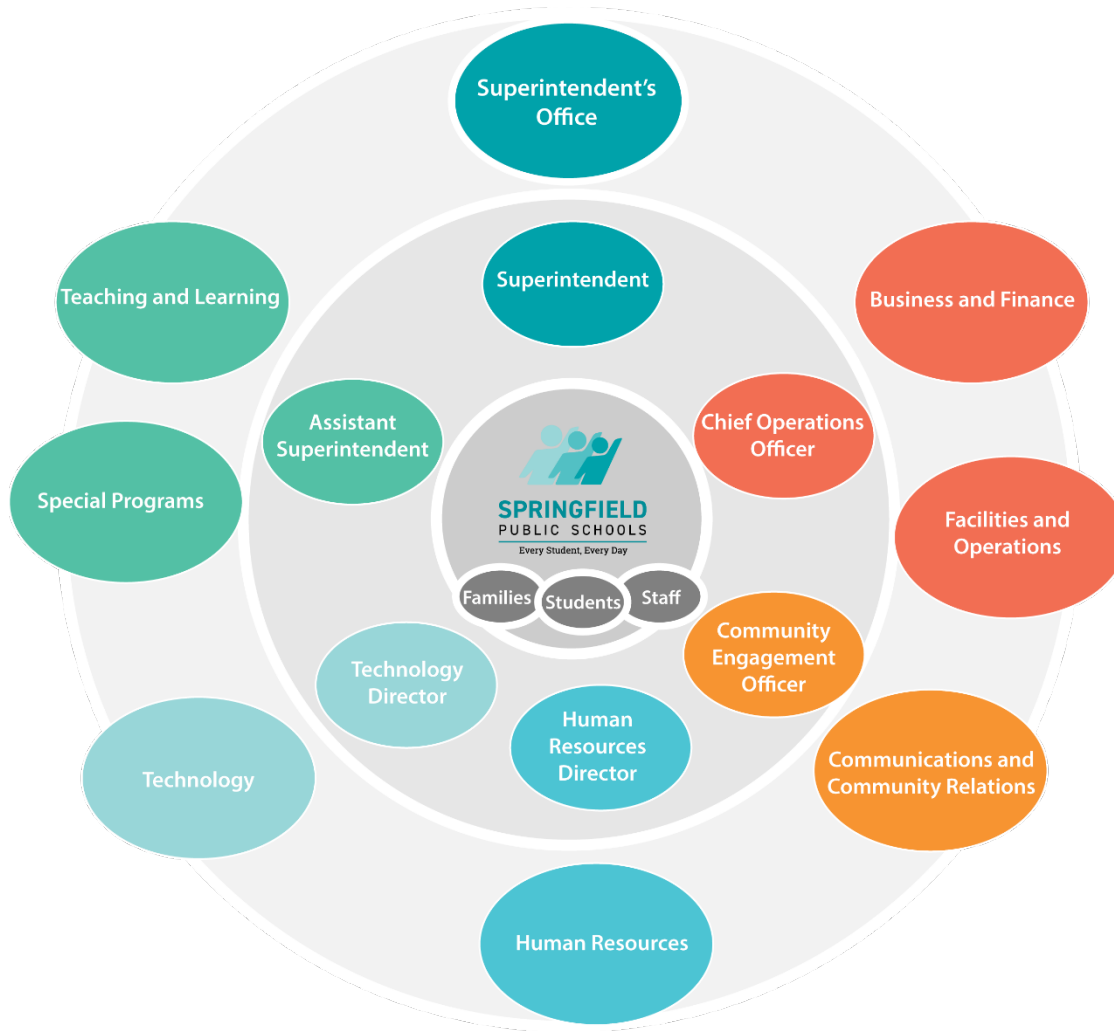 Superintendent's
Office
Teaching and Learning
Superintendent
Business and Finance
Assistant
Superintendent
Chief Operations
Officer
Special Programs
SPRINGFIELD
PUBLIC SCHOOLS
Every Student, Every Day
Facilities and
Operations
Families
Students
Staff
Community
Engagement
Officer
Technology
Director
Human
Resources
Director
Technology
Communications and
Community Relations
Human Resources